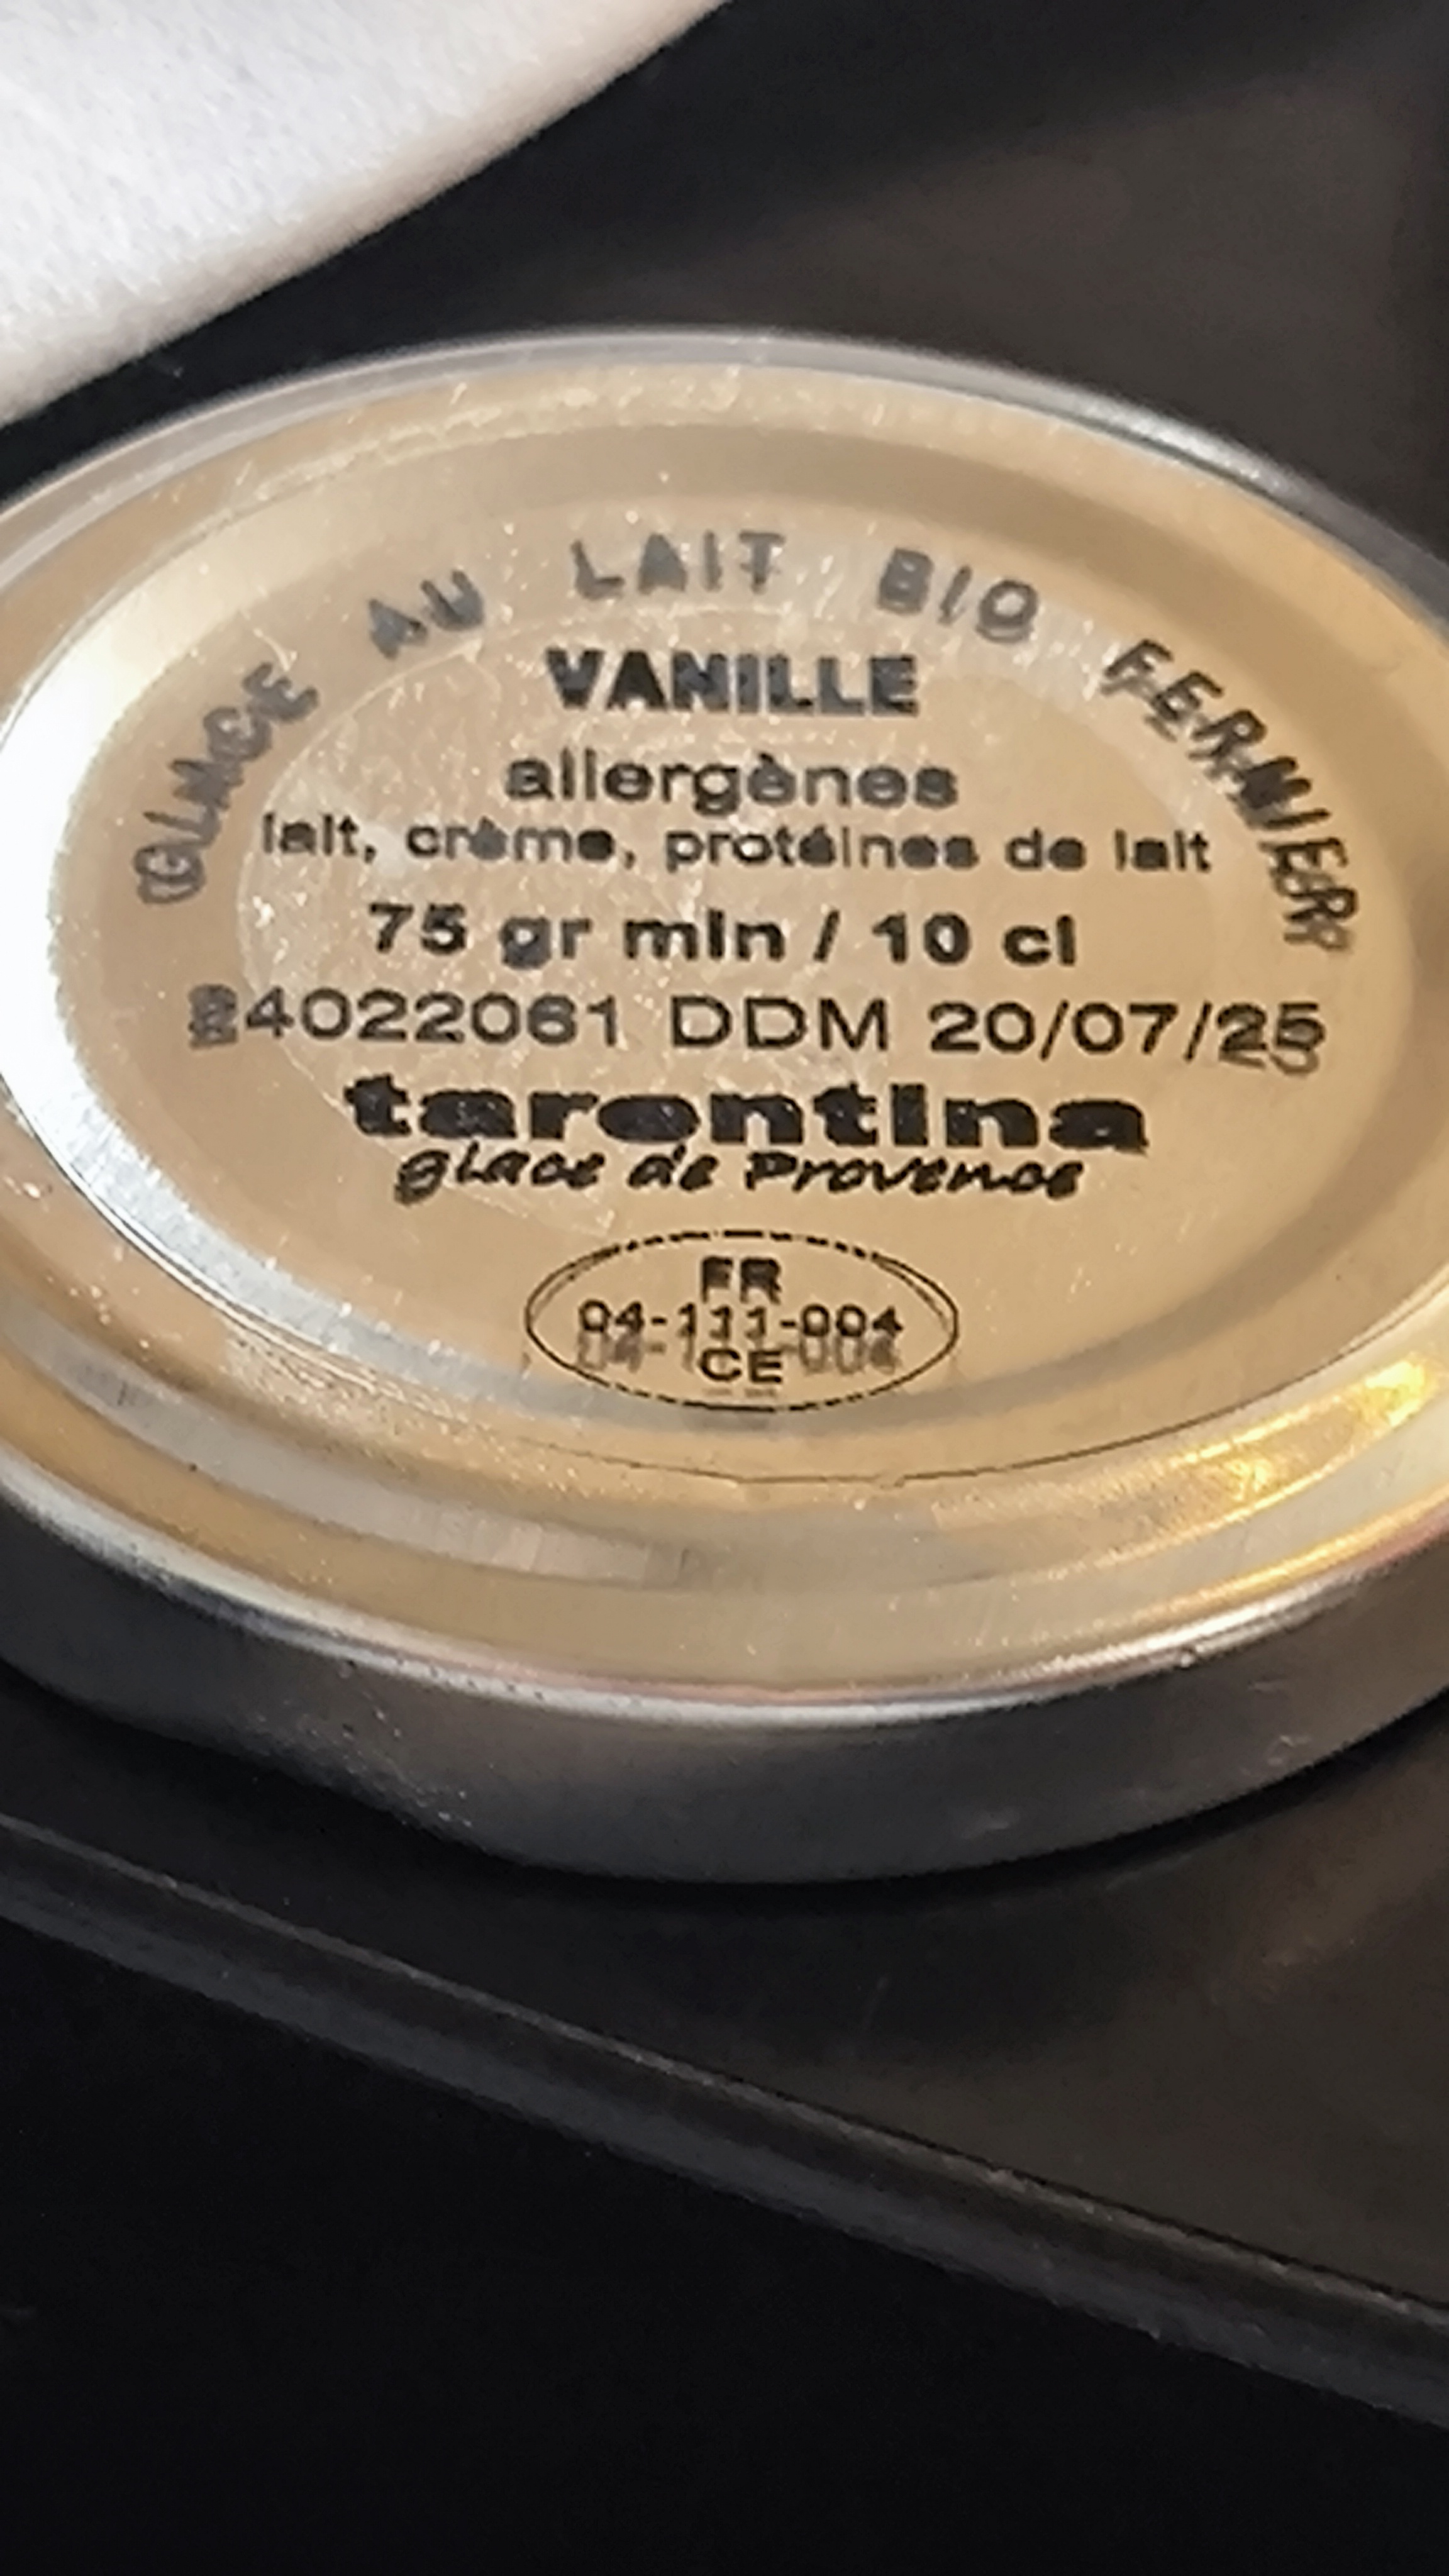 GLACE AU LAIT BIO FERMIER
VANILLE
allergènes
lait, crème, protéines de lait
75 gr min / 10 cl
24022061 DDM 20/07/25
tarentina
glace de Provence
FR
04-111-004
CE